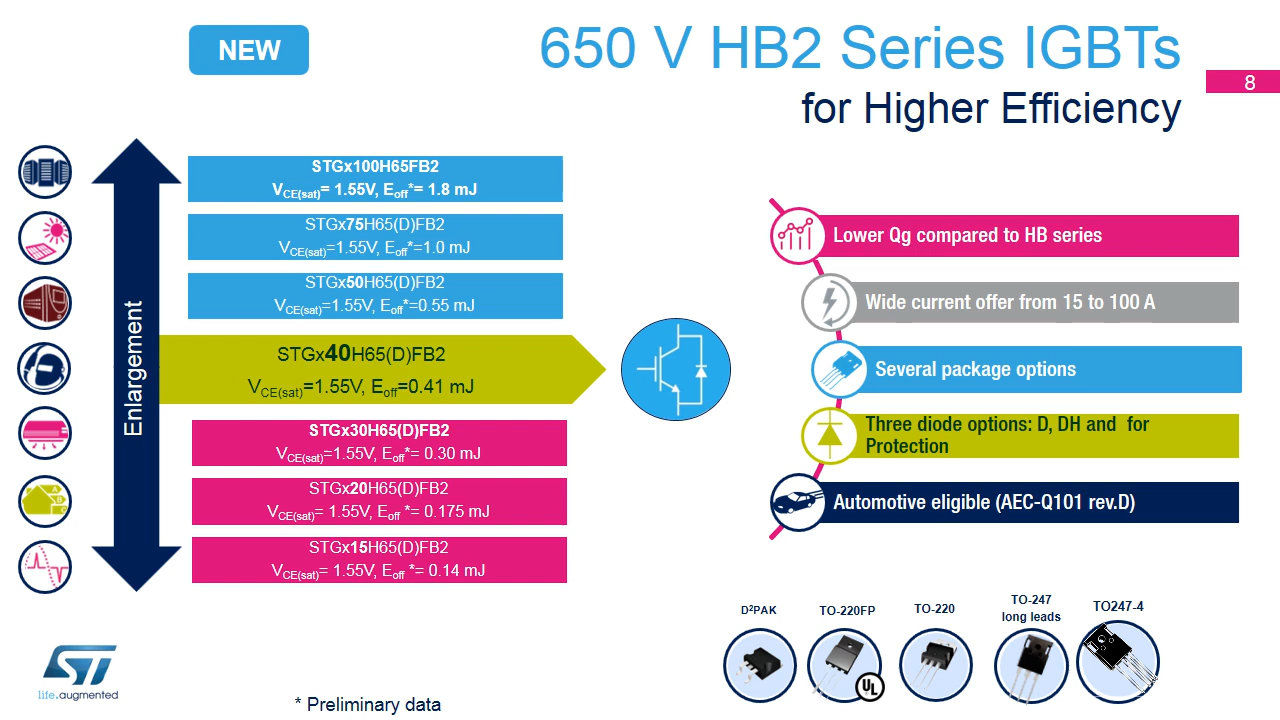 NEW
650 V HB2 Series IGBTs
8
for Higher Efficiency
Enlargement
STGx100H65FB2
VCE(sat)= 1.55V, Eoff*= 1.8 mJ
STGx75H65(D)FB2
VCE(sat)=1.55V, Eoff*=1.0 mJ
STGx50H65(D)FB2
VCE(sat)=1.55V, Eoff*=0.55 mJ
STGx40H65(D)FB2
VCE(sat)=1.55V, Eoff=0.41 mJ
STGx30H65(D)FB2
VCE(sat)=1.55V, Eoff*= 0.30 mJ
STGx20H65(D)FB2
VCE(sat)= 1.55V, Eoff *= 0.175 mJ
STGx15H65(D)FB2
VCE(sat)= 1.55V, Eoff *= 0.14 mJ
Lower Qg compared to HB series
Wide current offer from 15 to 100 A
Several package options
Three diode options: D, DH and  for
Protection
Automotive eligible (AEC-Q101 rev.D)
D²PAK
TO-220FP
TO-220
TO-247
long leads
TO247-4
UL
ST
life.augmented
* Preliminary data